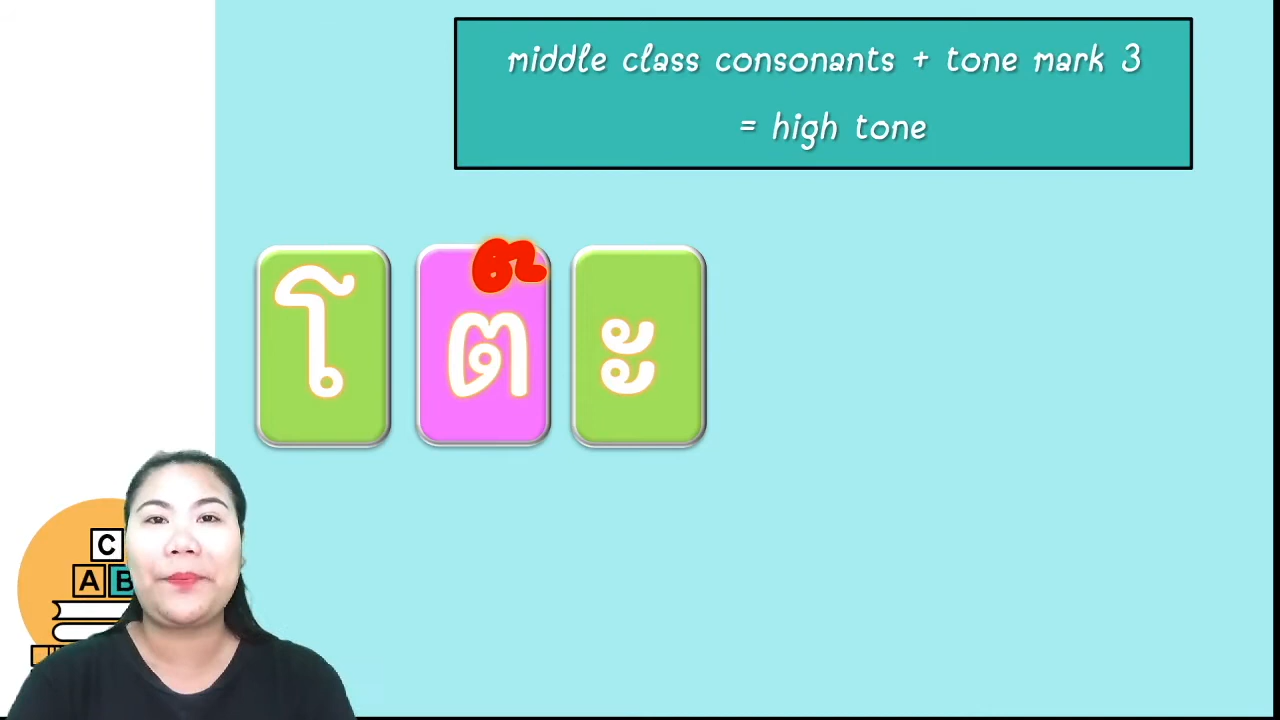 middle class consonants + tone mark 3
= high tone
โต๊ะ
C
A B